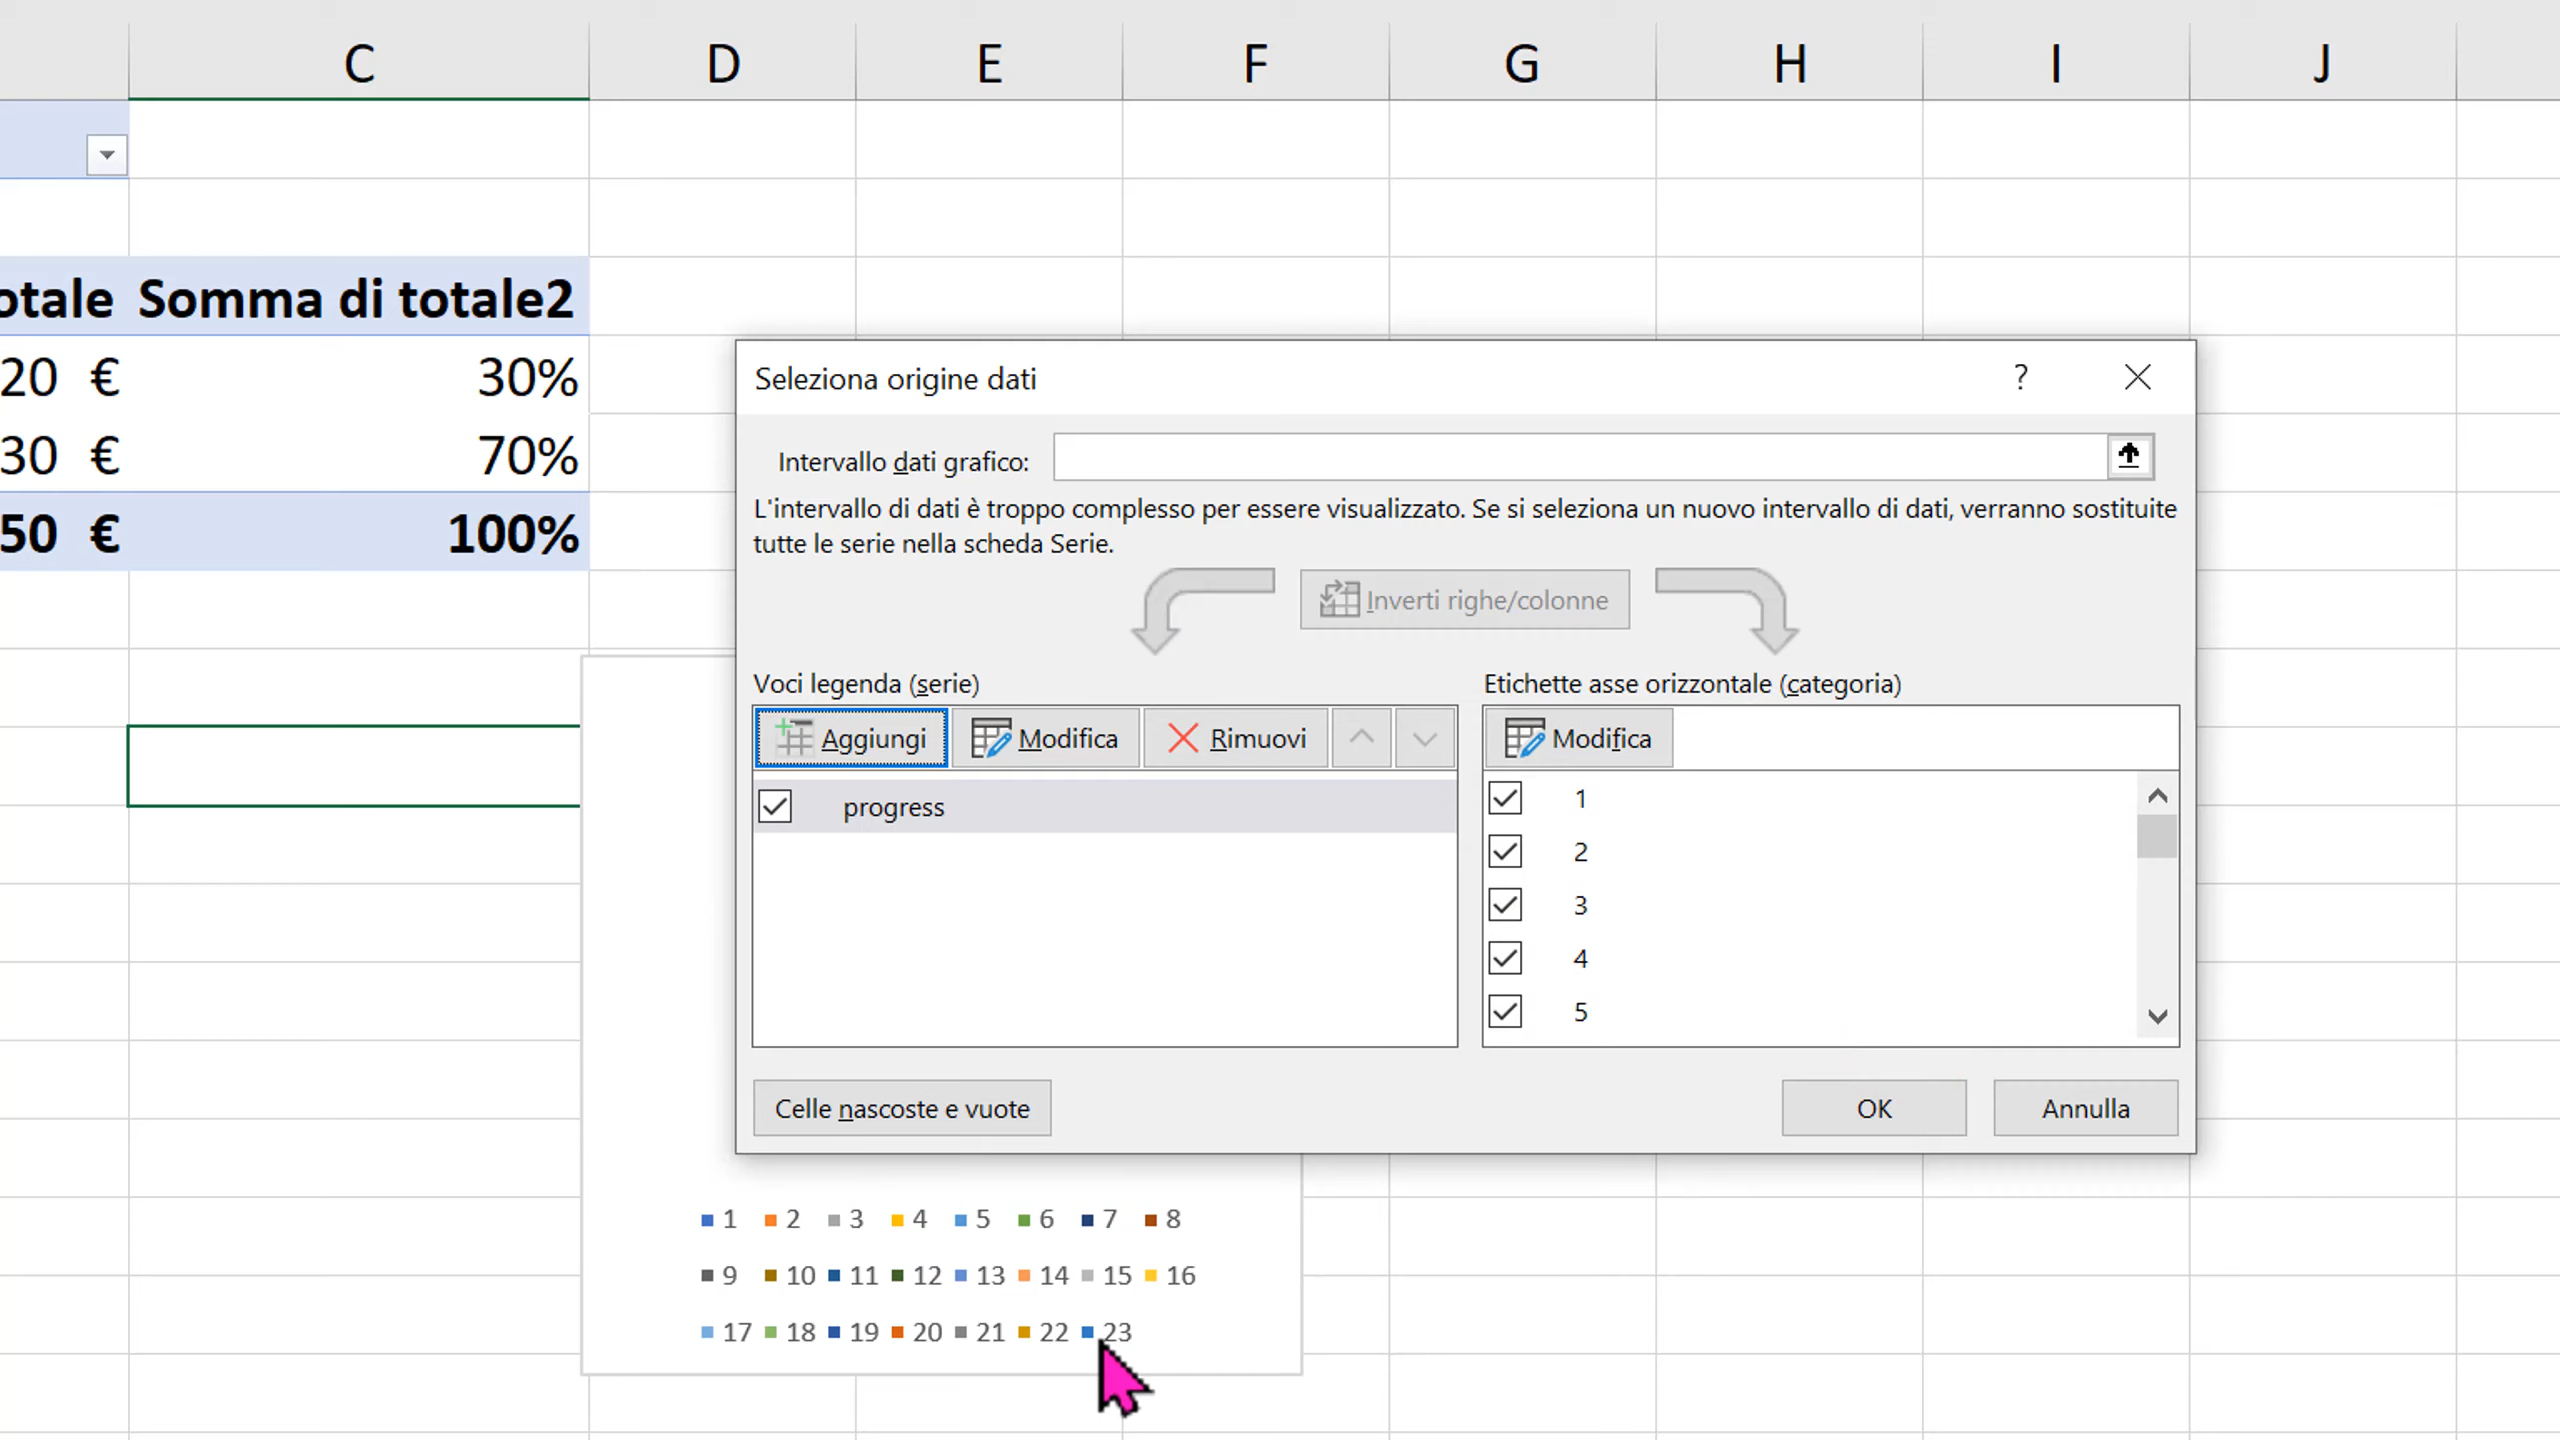 C D E F G H I J
otale Somma di totale2
20 € 30%
30 € 70%
50 € 100%
Seleziona origine dati ?
Intervallo dati grafico:
L'intervallo di dati è troppo complesso per essere visualizzato. Se si seleziona un nuovo intervallo di dati, verranno sostituite
tutte le serie nella scheda Serie.
Inverti righe/colonne
Voci legenda (serie)
Aggiungi Modifica Rimuovi
progress
Etichette asse orizzontale (categoria)
Modifica
1
2
3
4
5
Celle nascoste e vuote OK Annulla
1 2 3 4 5 6 7 8
9 10 11 12 13 14 15 16
17 18 19 20 21 22 23